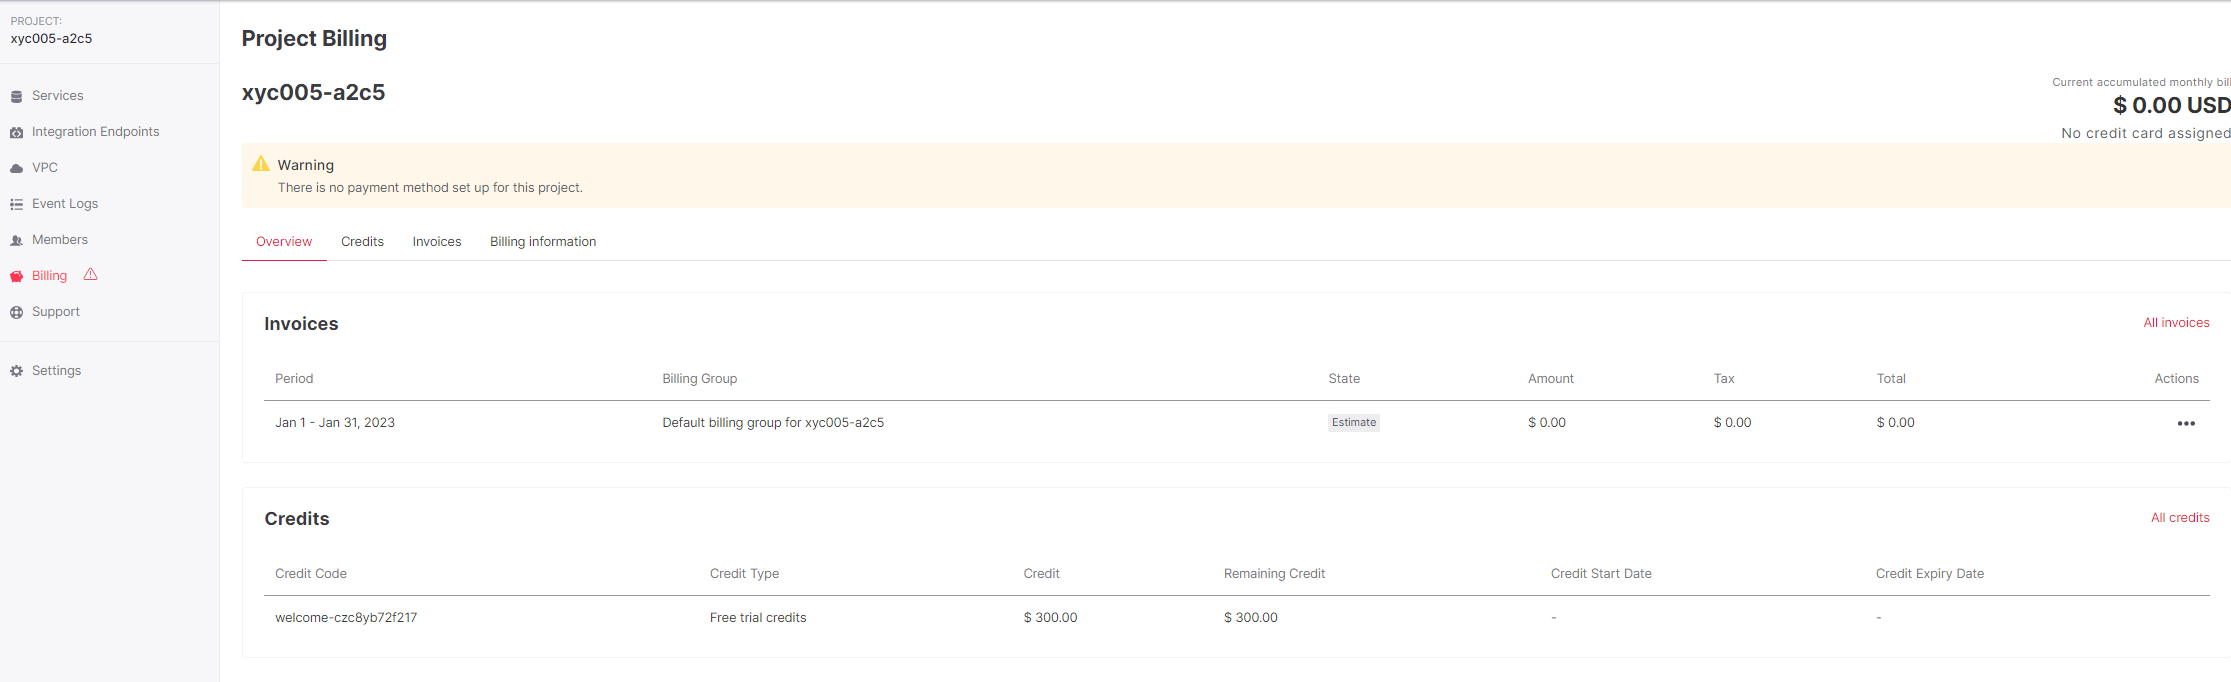 PROJECT:
xyc005-a2c5
Services
Integration Endpoints
VPC
Event Logs
Members
Billing
Support
Settings
Project Billing
xyc005-a2c5
Current accumulated monthly bill
$ 0.00 USD
No credit card assigned
Warning
There is no payment method set up for this project.
Overview Credits Invoices Billing information
Invoices All invoices
Period Billing Group State Amount Tax Total Actions
Jan 1 - Jan 31, 2023 Default billing group for xyc005-a2c5 Estimate $ 0.00 $ 0.00 $ 0.00
Credits All credits
Credit Code Credit Type Credit Remaining Credit Credit Start Date Credit Expiry Date
welcome-czc8yb72f217 Free trial credits $ 300.00 $ 300.00 - -